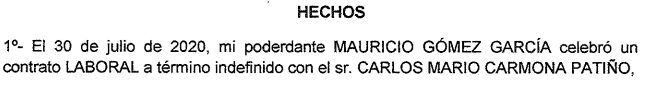 HECHOS
1º- El 30 de julio de 2020, mi poderdante MAURICIO GÓMEZ GARCÍA celebró un
contrato LABORAL a término indefinido con el sr. CARLOS MARIO CARMONA PATIÑO,